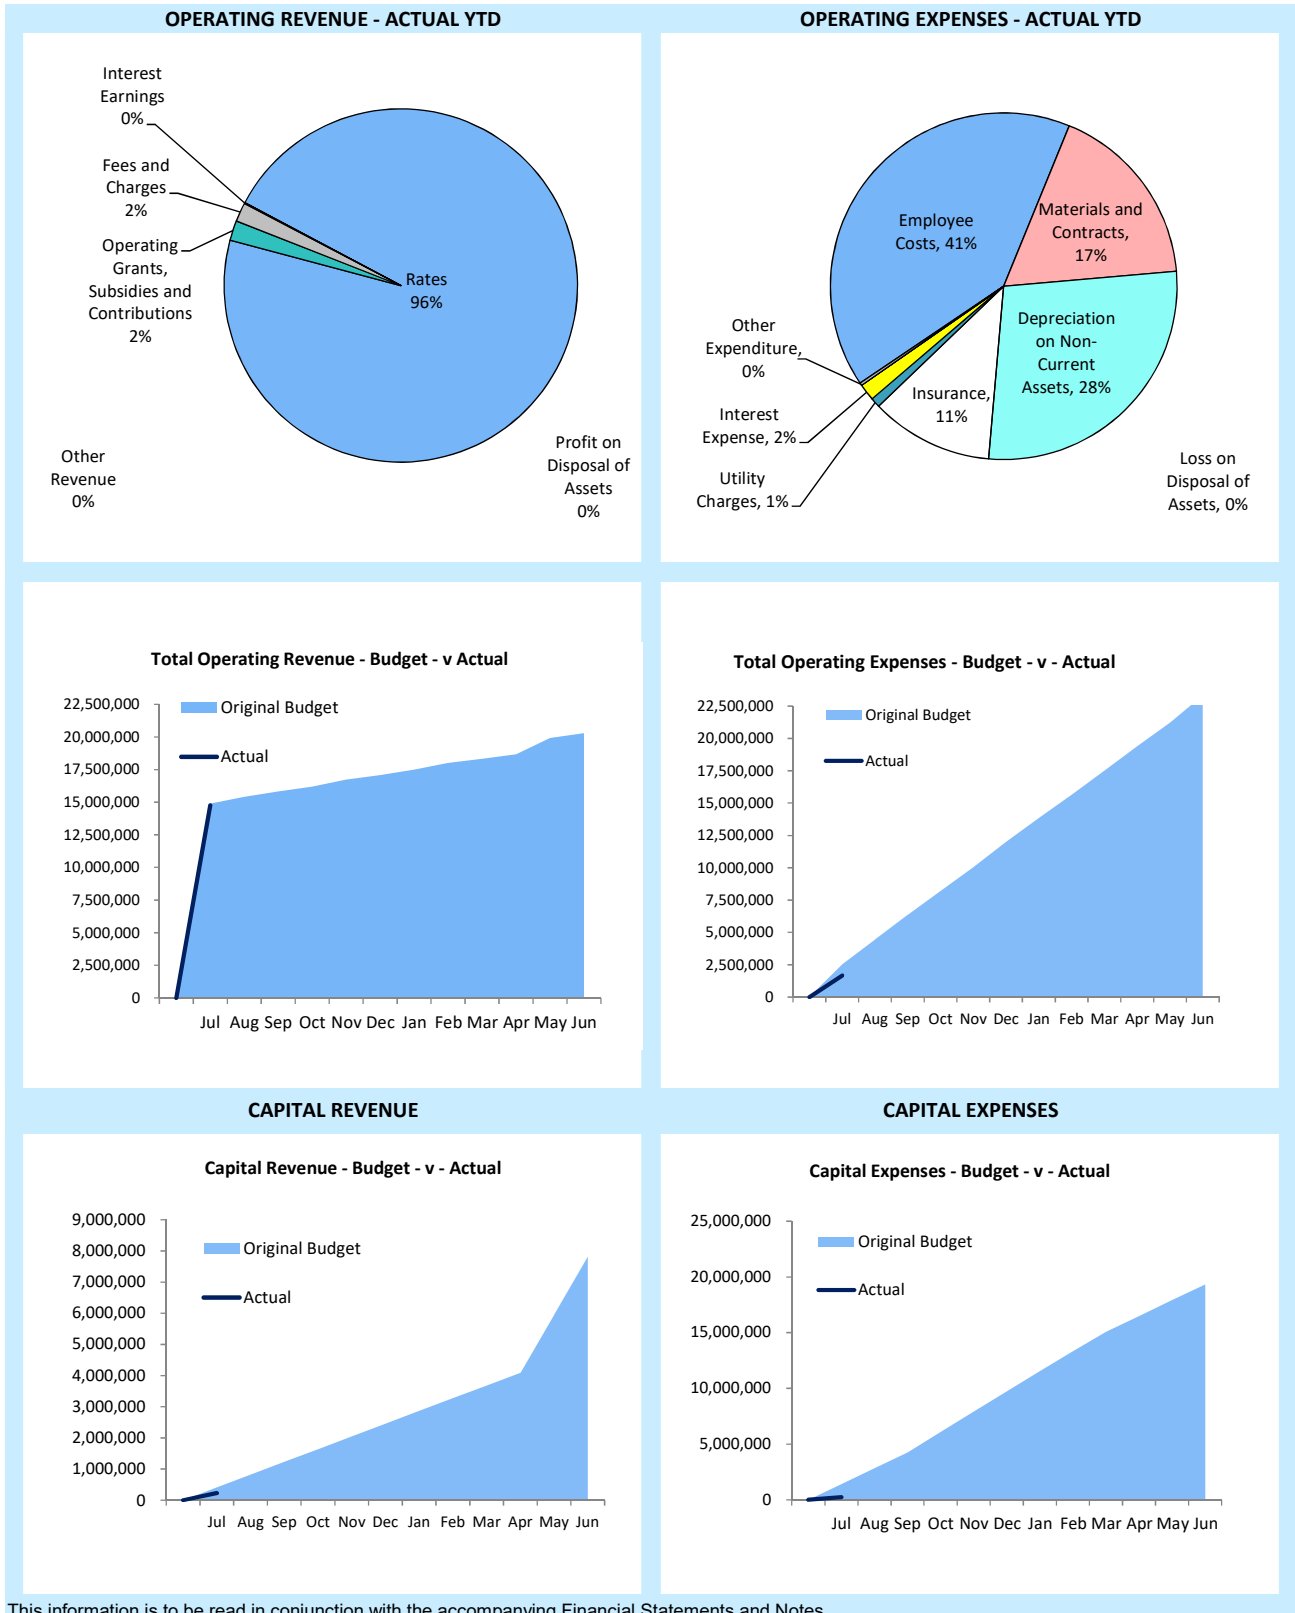 OPERATING REVENUE - ACTUAL YTD
Interest
Earnings
0%
Fees and
Charges
2%
Operating
Grants,
Subsidies and
Contributions
2%
Rates
96%
Other
Revenue
0%
Profit on
Disposal of
Assets
0%
OPERATING EXPENSES - ACTUAL YTD
Employee
Costs, 41%
Materials and
Contracts,
17%
Depreciation
on Non-
Current
Assets, 28%
Insurance,
11%
Other
Expenditure,
0%
Interest
Expense, 2%
Utility
Charges, 1%
Loss on
Disposal of
Assets, 0%
Total Operating Revenue - Budget - v Actual
Original Budget
Actual
22,500,000
20,000,000
17,500,000
15,000,000
12,500,000
10,000,000
7,500,000
5,000,000
2,500,000
0
Jul Aug Sep Oct Nov Dec Jan Feb Mar Apr May Jun
Total Operating Expenses - Budget - v - Actual
Original Budget
Actual
22,500,000
20,000,000
17,500,000
15,000,000
12,500,000
10,000,000
7,500,000
5,000,000
2,500,000
0
Jul Aug Sep Oct Nov Dec Jan Feb Mar Apr May Jun
CAPITAL REVENUE
Capital Revenue - Budget - v - Actual
Original Budget
Actual
9,000,000
8,000,000
7,000,000
6,000,000
5,000,000
4,000,000
3,000,000
2,000,000
1,000,000
0
Jul Aug Sep Oct Nov Dec Jan Feb Mar Apr May Jun
CAPITAL EXPENSES
Capital Expenses - Budget - v - Actual
Original Budget
Actual
25,000,000
20,000,000
15,000,000
10,000,000
5,000,000
0
Jul Aug Sep Oct Nov Dec Jan Feb Mar Apr May Jun
This information is to be read in conjunction with the accompanying Financial Statements and Notes